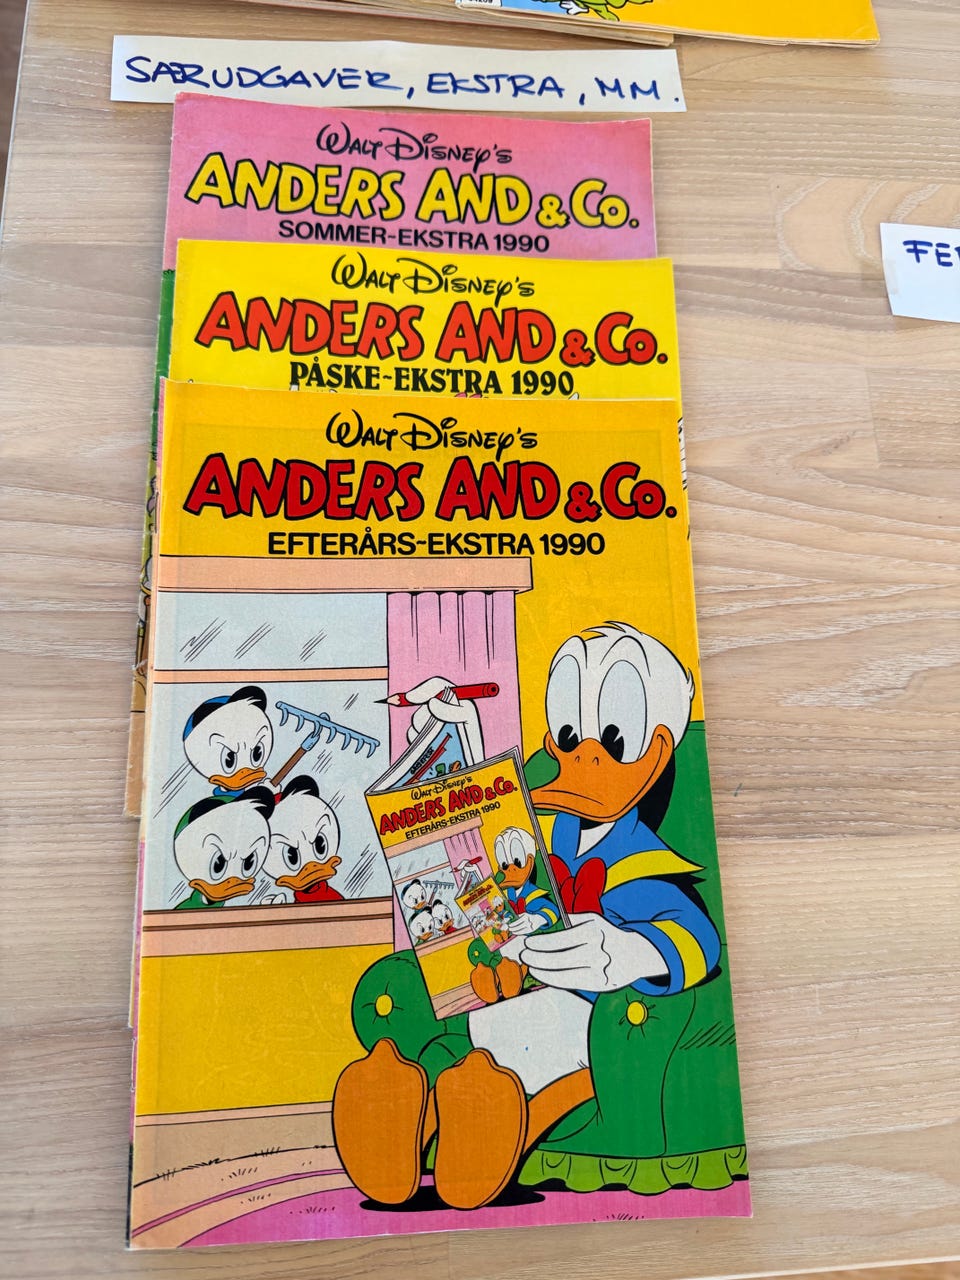 SÆRUDGAVER, EKSTRA, MM.
WALT DISNEY'S
ANDERS AND & Co.
SOMMER-EKSTRA 1990
WALT DISNEY'S
ANDERS AND & Co.
PÅSKE-EKSTRA 1990
WALT DISNEY'S
ANDERS AND & Co.
EFTERÅRS-EKSTRA 1990
WALT DISNEY'S
ANDERS AND & Co.
EFTERÅRS-EKSTRA 1990